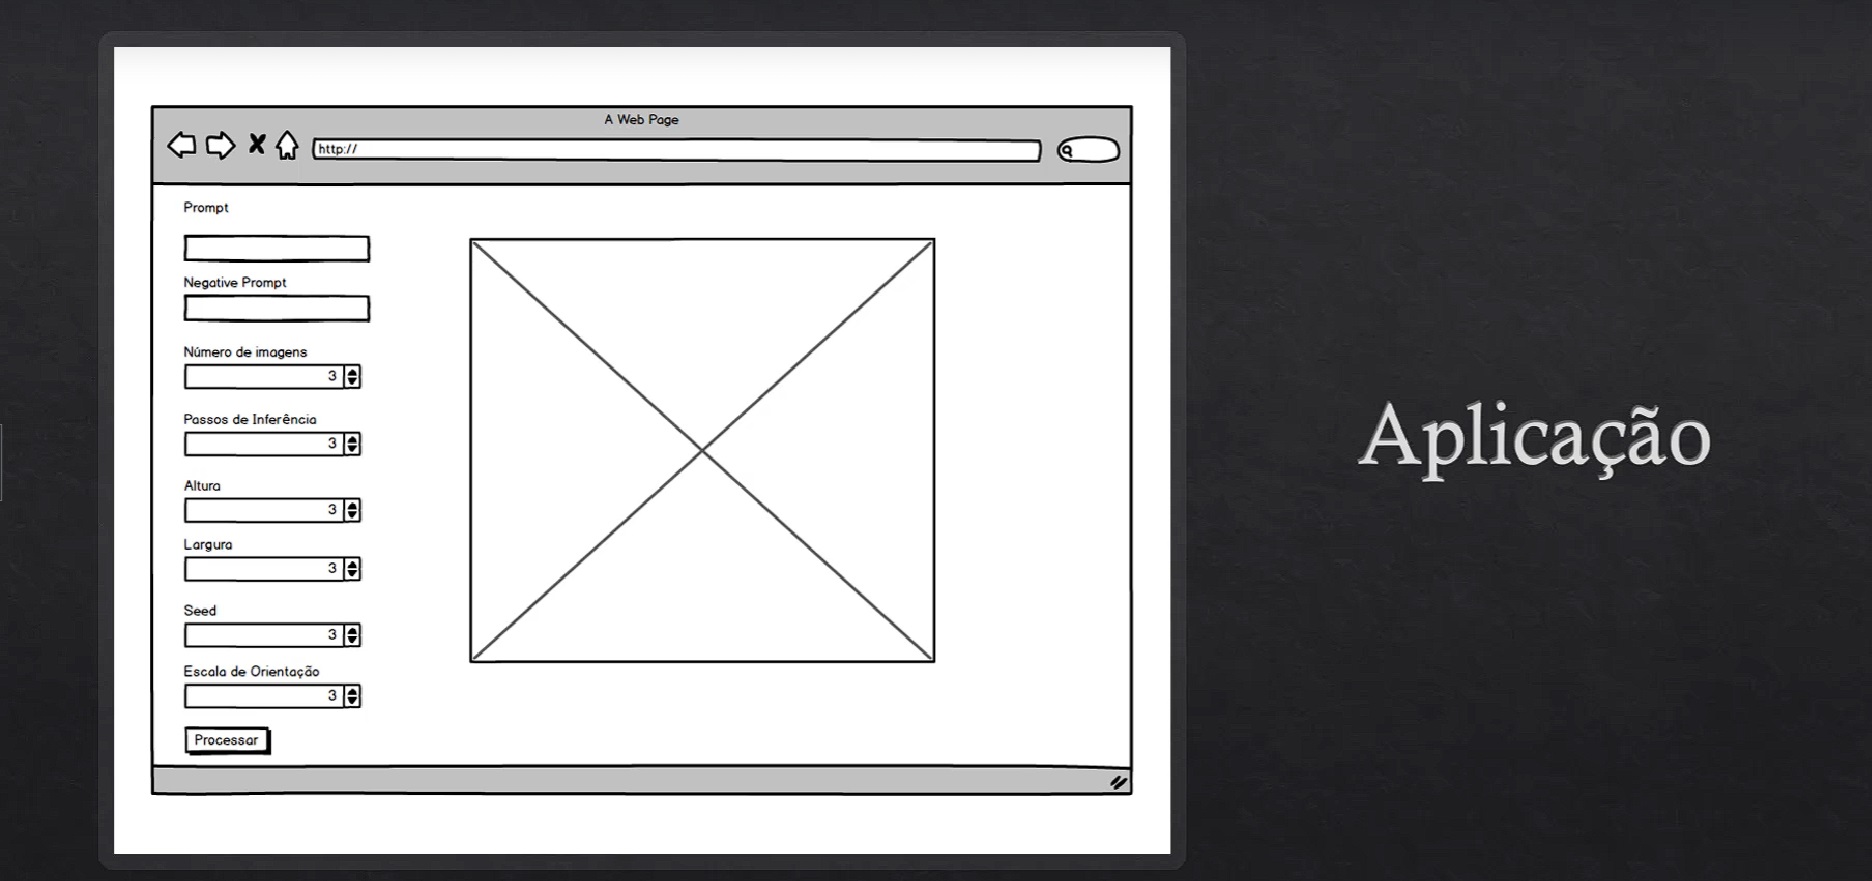 A Web Page
http://
Prompt
Negative Prompt
Número de imagens
3
Passos de Inferência
3
Altura
3
Largura
3
Seed
3
Escala de Orientação
3
Processar
Aplicação